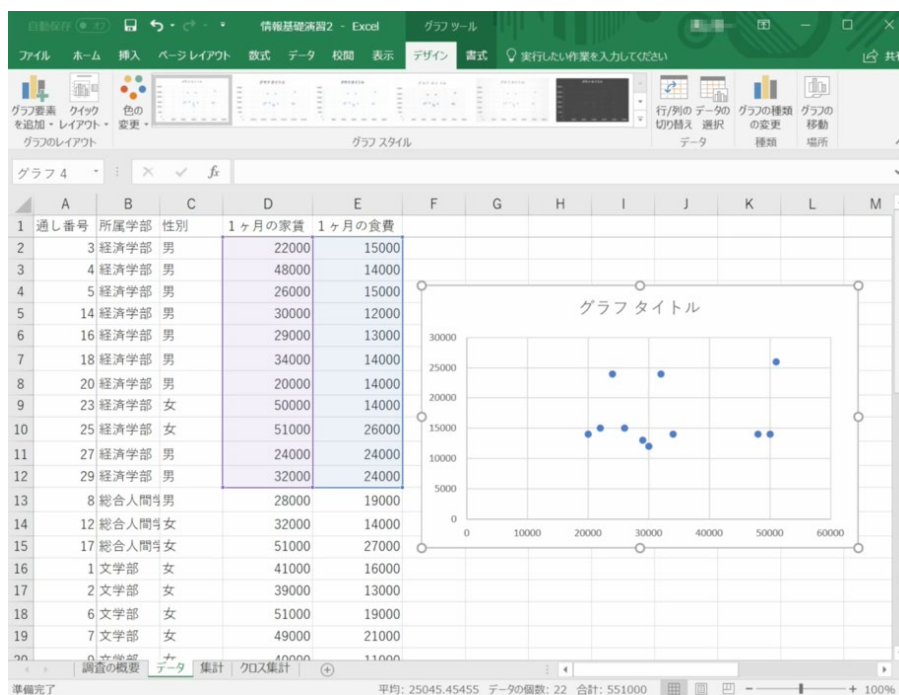 自動保存 オフ 情報基礎演習2 - Excel グラフ ツール
ファイル ホーム 挿入 ページ レイアウト 数式 データ 校閲 表示 デザイン 書式 実行したい作業を入力してください 共有
グラフ要素を追加 クイックレイアウト 色の変更 行/列の切り替え データの選択 グラフの種類の変更 グラフの移動
グラフのレイアウト グラフ スタイル データ 種類 場所
グラフ 4 fx
A B C D E F G H I J K L M
1 通し番号 所属学部 性別 1ヶ月の家賃 1ヶ月の食費
2 3 経済学部 男 22000 15000
3 4 経済学部 男 48000 14000
4 5 経済学部 男 26000 15000
5 14 経済学部 男 30000 12000
6 16 経済学部 男 29000 13000
7 18 経済学部 男 34000 14000
8 20 経済学部 男 20000 14000
9 23 経済学部 女 50000 14000
10 25 経済学部 女 51000 26000
11 27 経済学部 男 24000 24000
12 29 経済学部 男 32000 24000
13 8 総合人間学 男 28000 19000
14 12 総合人間学 女 32000 14000
15 17 総合人間学 女 51000 27000
16 1 文学部 女 41000 16000
17 2 文学部 女 39000 13000
18 6 文学部 女 51000 19000
19 7 文学部 女 49000 21000
20 9 文学部 女 40000 11000
グラフ タイトル
30000
25000
20000
15000
10000
5000
0
0 10000 20000 30000 40000 50000 60000
調査の概要 データ 集計 クロス集計
準備完了 平均: 25045.45455 データの個数: 22 合計: 551000 100%